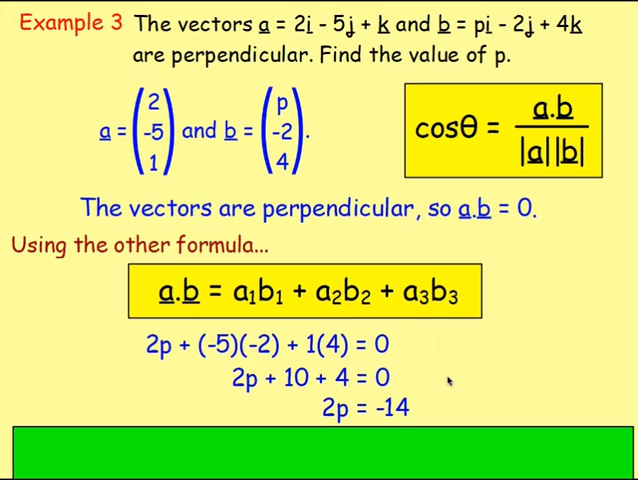 Example 3 The vectors a = 2i - 5j + k and b = pi - 2j + 4k
are perpendicular. Find the value of p.
a = (2 -5 1) and b = (p -2 4).
cosθ = a.b / |a||b|
The vectors are perpendicular, so a.b = 0.
Using the other formula...
a.b = a₁b₁ + a₂b₂ + a₃b₃
2p + (-5)(-2) + 1(4) = 0
2p + 10 + 4 = 0
2p = -14